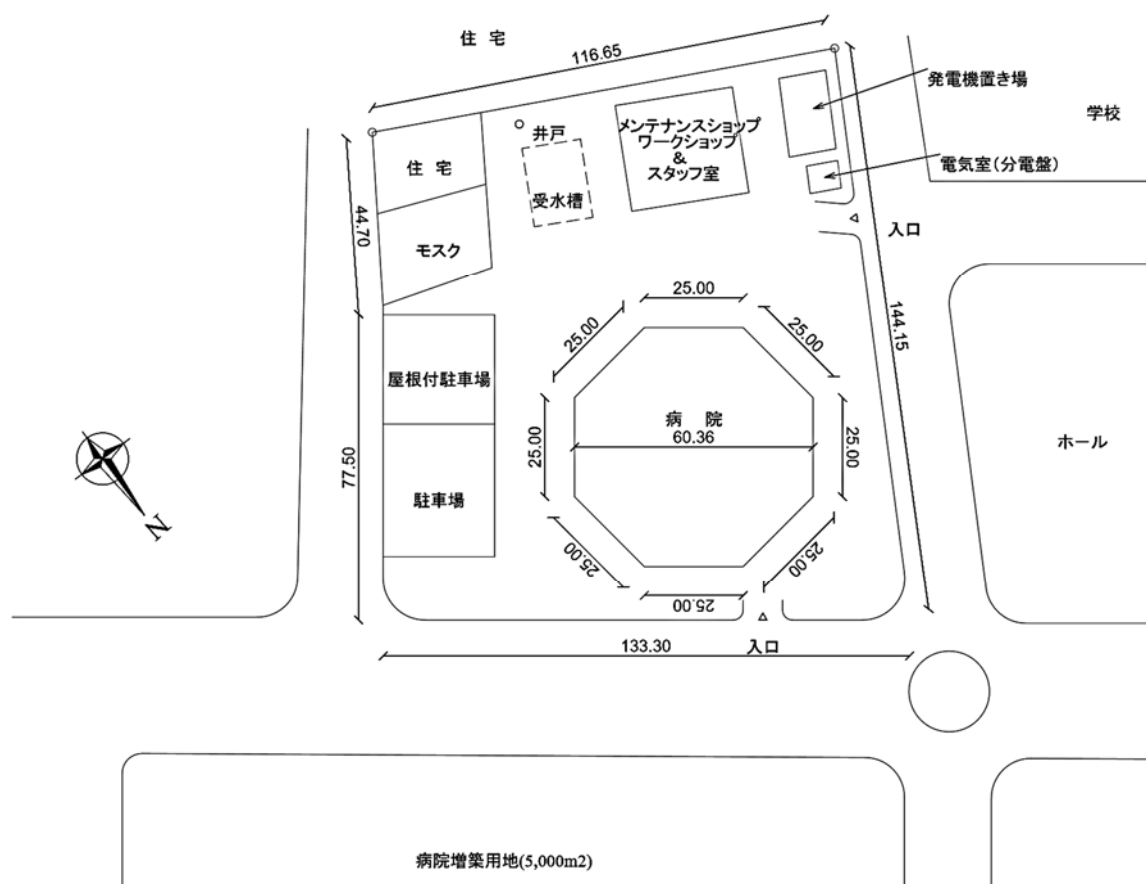 住 宅
116.65
発電機置き場
学校
メンテナンスショップ
ワークショップ
&
スタッフ室
井戸
住 宅
電気室(分電盤)
受水槽
入口
44.70
モスク
25.00
25.00
25.00
144.15
屋根付駐車場
病 院
60.36
25.00
25.00
ホール
77.50
駐車場
N
25.00
25.00
25.00
133.30
入口
病院増築用地(5,000m2)